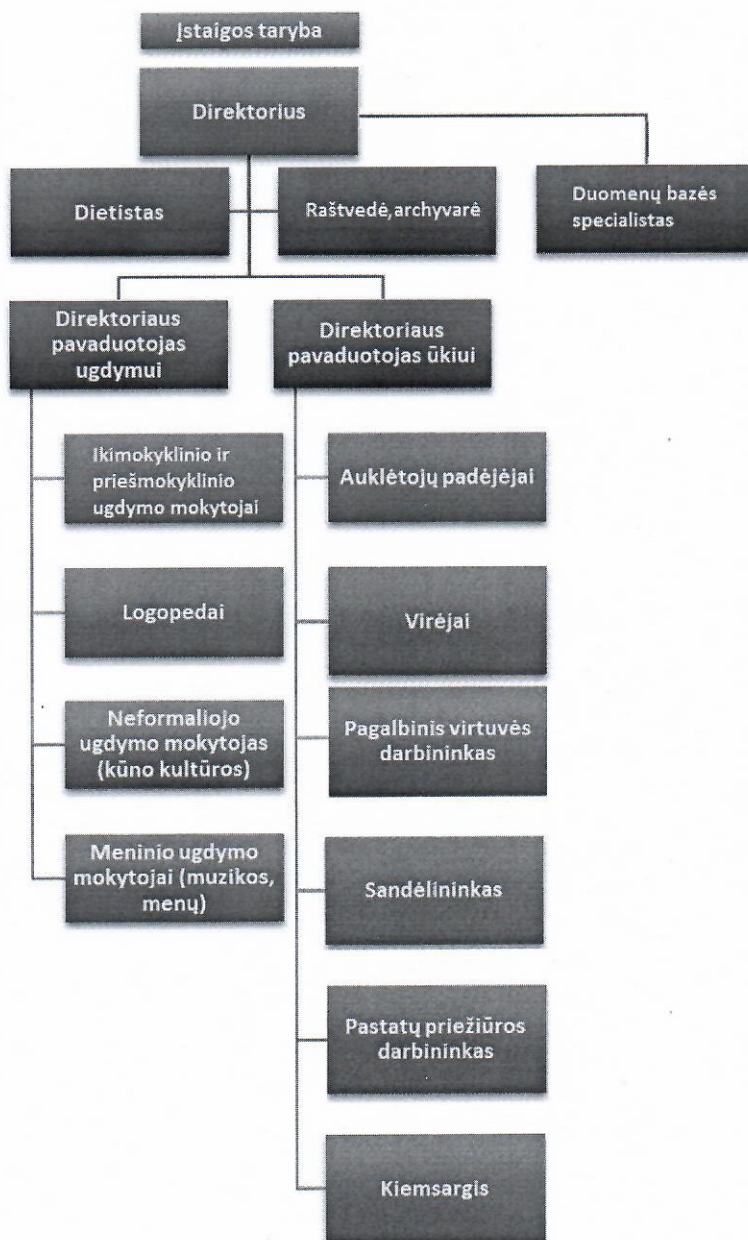 Įstaigos taryba
Direktorius
Dietistas
Raštvedė,archyvarė
Duomenų bazės
specialistas
Direktoriaus
pavaduotojas
ugdymui
Direktoriaus
pavaduotojas ūkiui
Ikimokyklinio ir
priešmokyklinio
ugdymo mokytojai
Logopedai
Neformaliojo
ugdymo mokytojas
(kūno kultūros)
Meninio ugdymo
mokytojai (muzikos,
menų)
Auklėtojų padėjėjai
Virėjai
Pagalbinis virtuvės
darbininkas
Sandėlininkas
Pastatų priežiūros
darbininkas
Kiemsargis